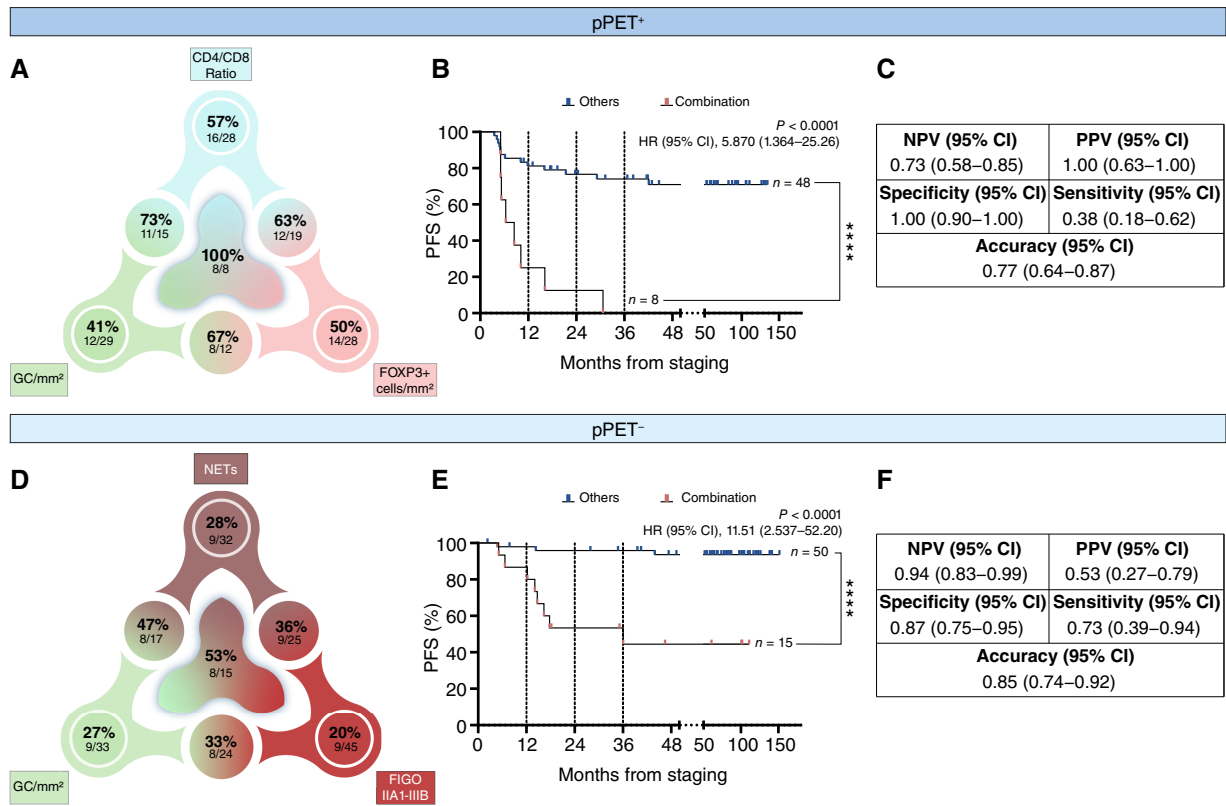 pPET⁺
A
CD4/CD8
Ratio
57%
16/28
73%
11/15
63%
12/19
100%
8/8
41%
12/29
67%
8/12
50%
14/28
GC/mm²
FOXP3+
cells/mm²
B
Others
Combination
P < 0.0001
HR (95% CI), 5.870 (1.364–25.26)
PFS (%)
100
80
60
40
20
0
n = 48
n = 8
****
0 12 24 36 48 50 100 150
Months from staging
C
NPV (95% CI) PPV (95% CI)
0.73 (0.58–0.85) 1.00 (0.63–1.00)
Specificity (95% CI) Sensitivity (95% CI)
1.00 (0.90–1.00) 0.38 (0.18–0.62)
Accuracy (95% CI)
0.77 (0.64–0.87)
pPET⁻
D
NETs
28%
9/32
47%
8/17
36%
9/25
53%
8/15
27%
9/33
33%
8/24
20%
9/45
GC/mm²
FIGO
IIA1-IIIB
E
Others
Combination
P < 0.0001
HR (95% CI), 11.51 (2.537–52.20)
PFS (%)
100
80
60
40
20
0
n = 50
n = 15
****
0 12 24 36 48 50 100 150
Months from staging
F
NPV (95% CI) PPV (95% CI)
0.94 (0.83–0.99) 0.53 (0.27–0.79)
Specificity (95% CI) Sensitivity (95% CI)
0.87 (0.75–0.95) 0.73 (0.39–0.94)
Accuracy (95% CI)
0.85 (0.74–0.92)